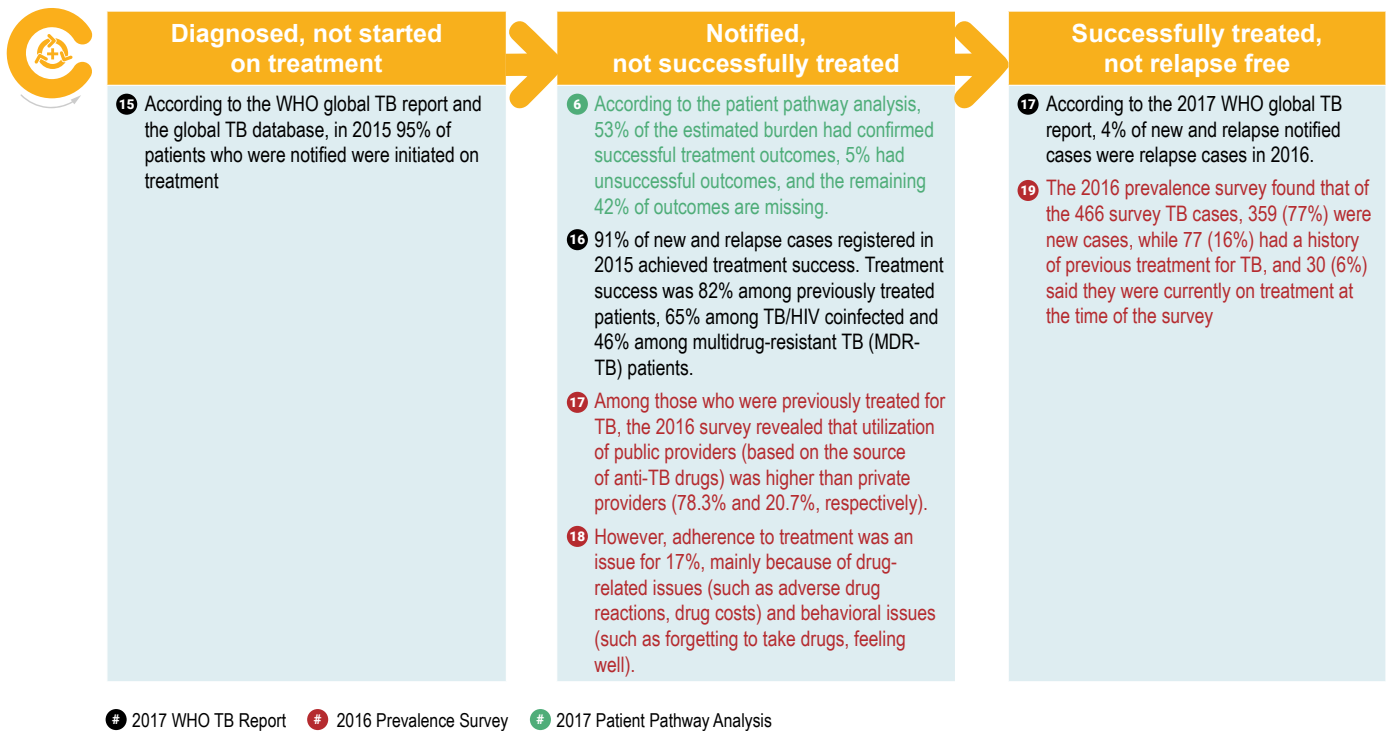 Diagnosed, not started
on treatment
15 According to the WHO global TB report and
the global TB database, in 2015 95% of
patients who were notified were initiated on
treatment
Notified,
not successfully treated
6 According to the patient pathway analysis,
53% of the estimated burden had confirmed
successful treatment outcomes, 5% had
unsuccessful outcomes, and the remaining
42% of outcomes are missing.
16 91% of new and relapse cases registered in
2015 achieved treatment success. Treatment
success was 82% among previously treated
patients, 65% among TB/HIV coinfected and
46% among multidrug-resistant TB (MDR-
TB) patients.
17 Among those who were previously treated for
TB, the 2016 survey revealed that utilization
of public providers (based on the source
of anti-TB drugs) was higher than private
providers (78.3% and 20.7%, respectively).
18 However, adherence to treatment was an
issue for 17%, mainly because of drug-
related issues (such as adverse drug
reactions, drug costs) and behavioral issues
(such as forgetting to take drugs, feeling
well).
Successfully treated,
not relapse free
17 According to the 2017 WHO global TB
report, 4% of new and relapse notified
cases were relapse cases in 2016.
19 The 2016 prevalence survey found that of
the 466 survey TB cases, 359 (77%) were
new cases, while 77 (16%) had a history
of previous treatment for TB, and 30 (6%)
said they were currently on treatment at
the time of the survey
# 2017 WHO TB Report # 2016 Prevalence Survey # 2017 Patient Pathway Analysis